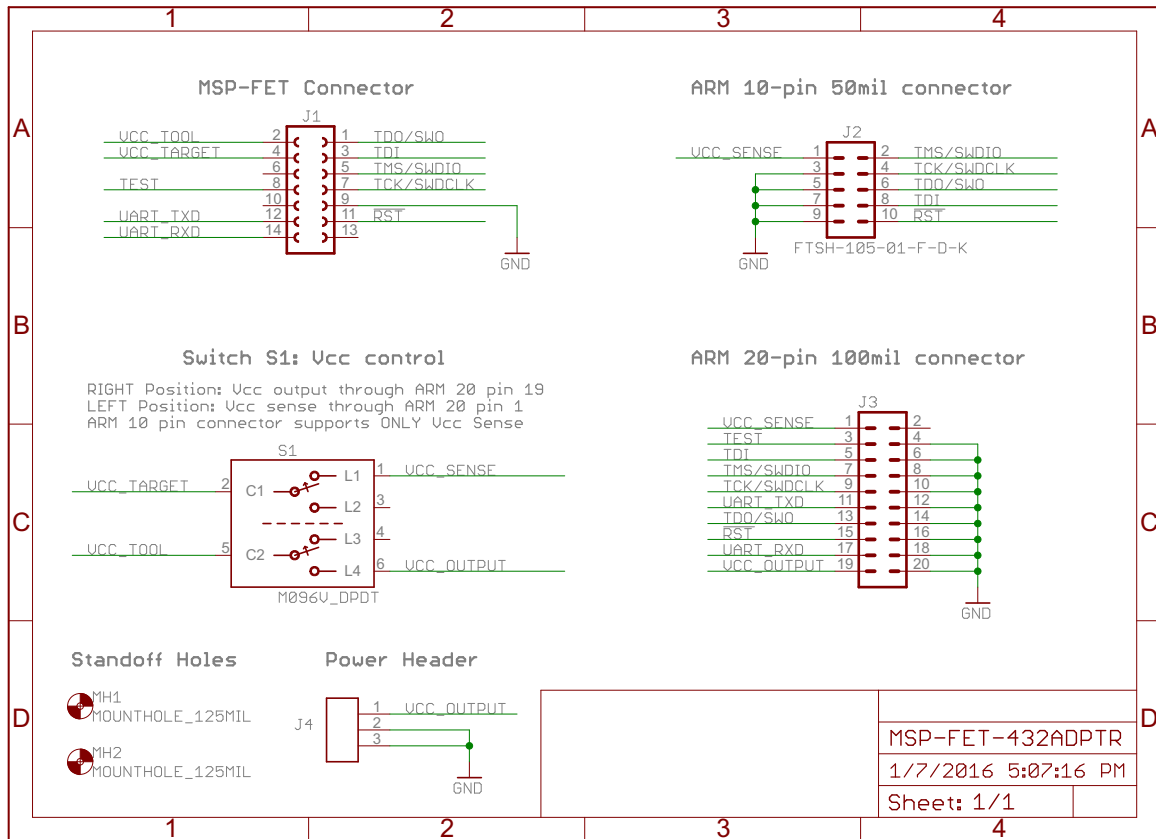 1 2 3 4
A A
B B
C C
D D
1 2 3 4
MSP-FET Connector
J1
VCC_TOOL 2 1 TDO/SWO
VCC_TARGET 4 3 TDI
6 5 TMS/SWDIO
TEST 8 7 TCK/SWDCLK
10 9
UART_TXD 12 11 RST
UART_RXD 14 13
GND
ARM 10-pin 50mil connector
J2
VCC_SENSE 1 2 TMS/SWDIO
3 4 TCK/SWDCLK
5 6 TDO/SWO
7 8 TDI
9 10 RST
FTSH-105-01-F-D-K
GND
Switch S1: Vcc control
RIGHT Position: Vcc output through ARM 20 pin 19
LEFT Position: Vcc sense through ARM 20 pin 1
ARM 10 pin connector supports ONLY Vcc Sense
S1
L1 1 VCC_SENSE
VCC_TARGET 2 C1
L2 3
L3 4
VCC_TOOL 5 C2
L4 6 VCC_OUTPUT
M096V_DPDT
ARM 20-pin 100mil connector
J3
VCC_SENSE 1 2
TEST 3 4
TDI 5 6
TMS/SWDIO 7 8
TCK/SWDCLK 9 10
UART_TXD 11 12
TDO/SWO 13 14
RST 15 16
UART_RXD 17 18
VCC_OUTPUT 19 20
GND
Standoff Holes
MH1
MOUNTHOLE_125MIL
MH2
MOUNTHOLE_125MIL
Power Header
J4
1 VCC_OUTPUT
2
3
GND
MSP-FET-432ADPTR
1/7/2016 5:07:16 PM
Sheet: 1/1